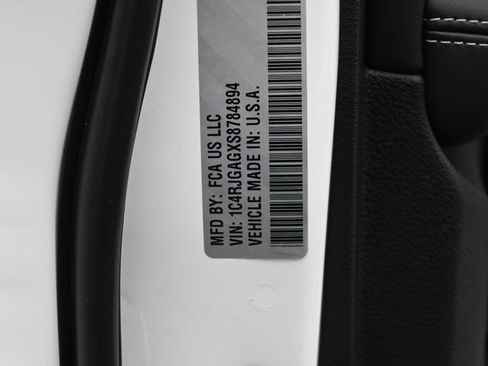 MFD BY: FCA US LLC
VIN: 1C4RJGAGXS8784894
VEHICLE MADE IN: U.S.A.